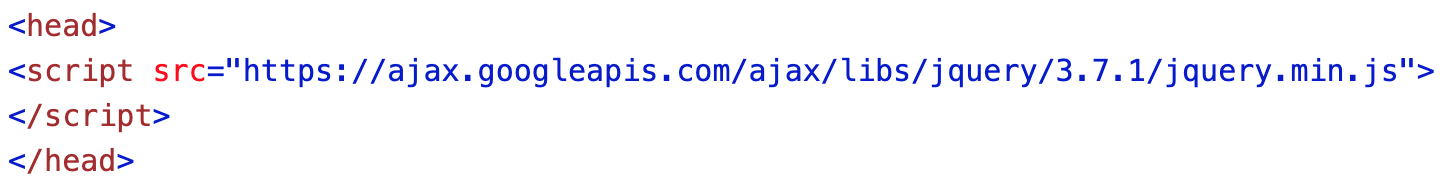 <head>
<script src="https://ajax.googleapis.com/ajax/libs/jquery/3.7.1/jquery.min.js">
</script>
</head>